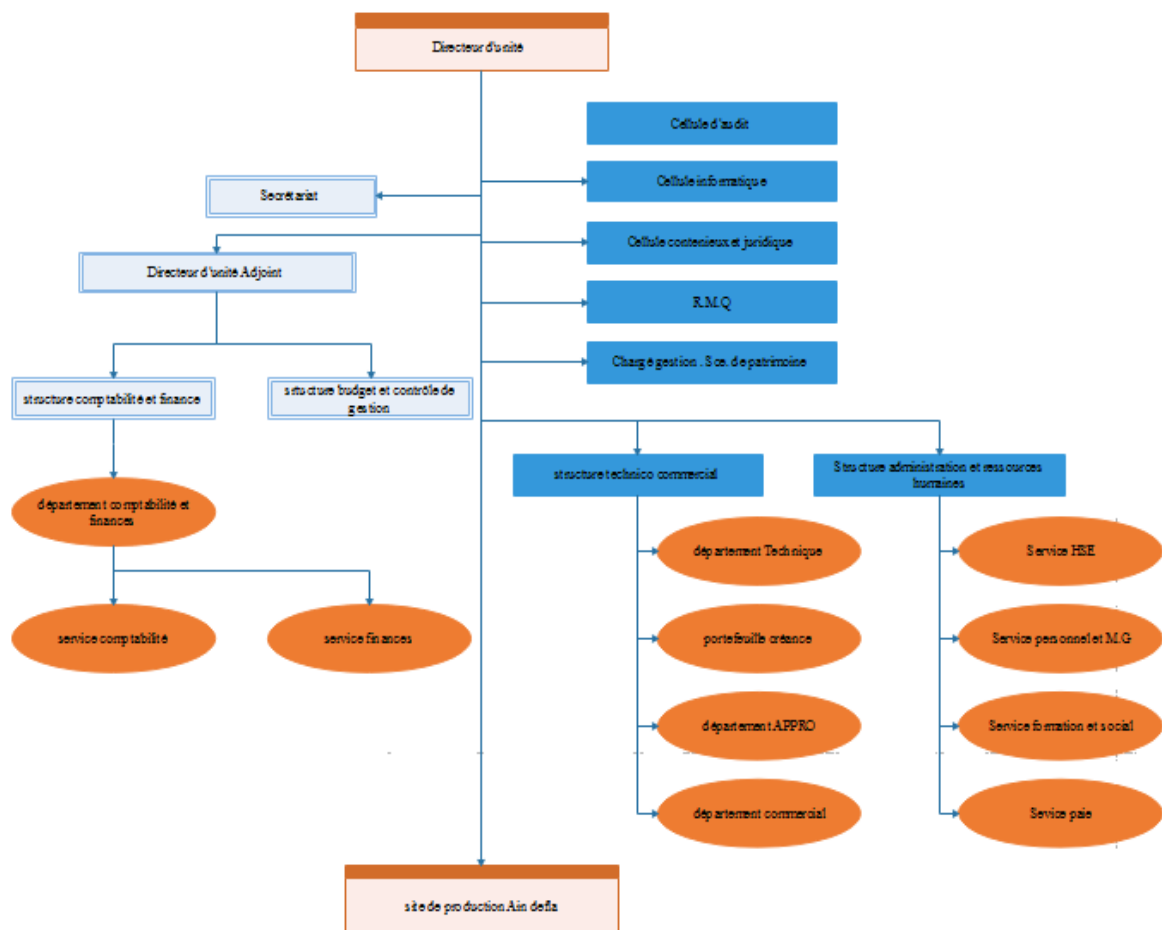 Directeur d'unité
Cellule d'audit
Cellule informatique
Secrétariat
Cellule contenieux et juridique
Directeur d'unité Adjoint
R.M.Q
Chargé gestion . Sce. de patrimoine
structure comptabilité et finance
srtucture budget et contrôle de
gestion
structure technico commercial
Structure administration et ressources
humaines
département comptabilité et
finances
département Technique
Service HSE
service comptabilité
service finances
portefeuille créance
Service personnel et M.G
département APPRO
Service formation et social
département commercial
Service paie
site de production Ain defla